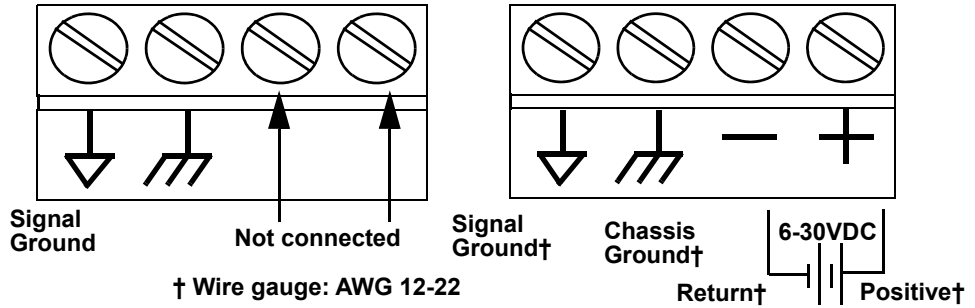 Signal
Ground
Not connected
† Wire gauge: AWG 12-22
Signal
Ground†
Chassis
Ground†
6-30VDC
Return†
Positive†